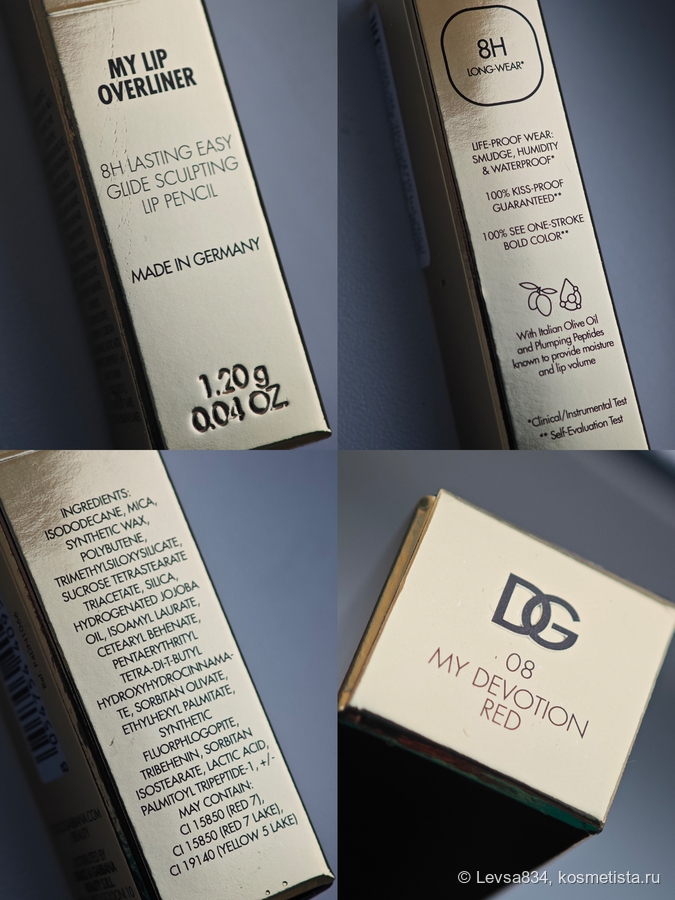 MY LIP
OVERLINER
8H LASTING EASY
GLIDE SCULPTING
LIP PENCIL
MADE IN GERMANY
1.20 g
0.04 OZ.
8H
LONG-WEAR*
LIFE-PROOF WEAR:
SMUDGE, HUMIDITY
& WATERPROOF*
100% KISS-PROOF
GUARANTEED**
100% SEE ONE-STROKE
BOLD COLOR**
With Italian Olive Oil
and Plumping Peptides
known to provide moisture
and lip volume
*Clinical/Instrumental Test
** Self-Evaluation Test
INGREDIENTS:
ISODODECANE, MICA,
SYNTHETIC WAX,
POLYBUTENE,
TRIMETHYLSILOXYSILICATE,
SUCROSE TETRASTEARATE
TRIACETATE, SILICA,
HYDROGENATED JOJOBA
OIL, ISOAMYL LAURATE,
CETEARYL BEHENATE,
PENTAERYTHRITYL
TETRA-DI-T-BUTYL
HYDROXYHYDROCINNAMA-
TE, SORBITAN OLIVATE,
ETHYLHEXYL PALMITATE,
SYNTHETIC
FLUORPHLOGOPITE,
TRIBEHENIN, SORBITAN
ISOSTEARATE, LACTIC ACID,
PALMITOYL TRIPEPTIDE-1, +/-
MAY CONTAIN:
CI 15850 (RED 7),
CI 15850 (RED 7 LAKE),
CI 19140 (YELLOW 5 LAKE)
DG
08
MY DEVOTION
RED
© Levsa834, kosmetista.ru